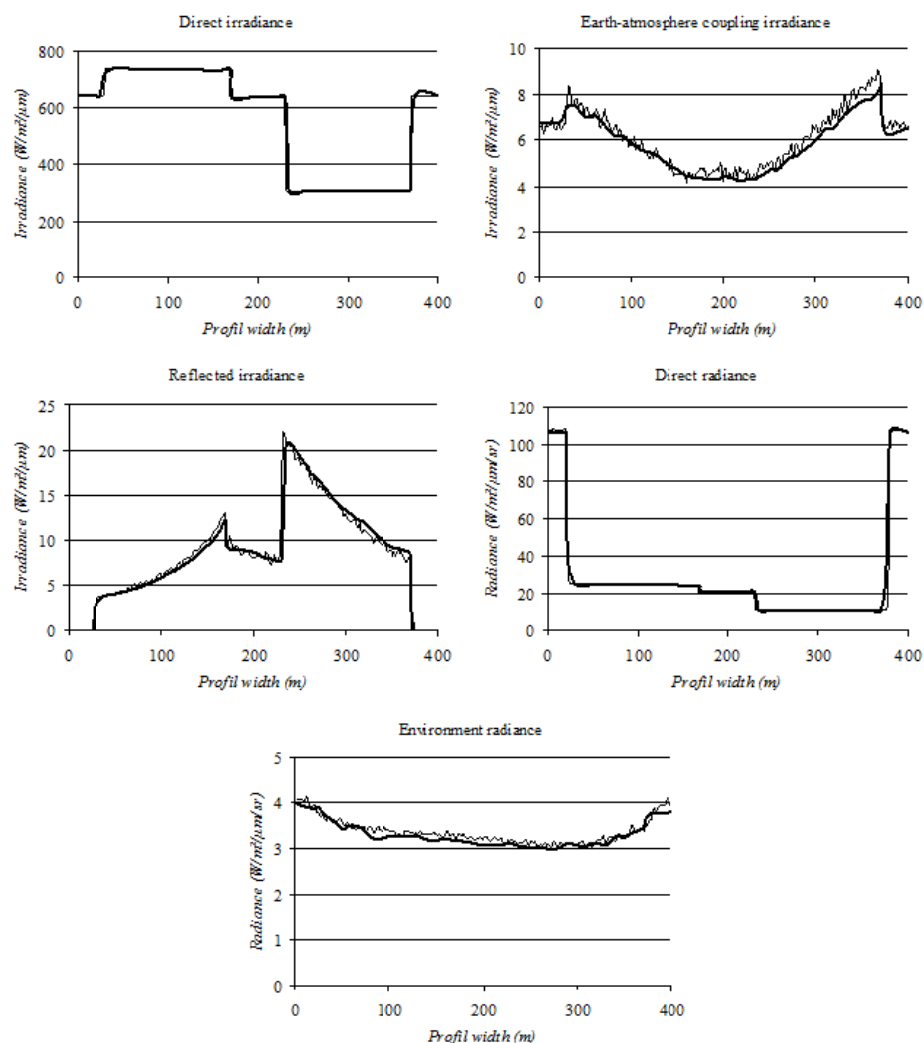 Direct irradiance
Irradiance (W/m²/µm)
800
600
400
200
0
0 100 200 300 400
Profil width (m)
Earth-atmosphere coupling irradiance
Irradiance (W/m²/µm)
10
8
6
4
2
0
0 100 200 300 400
Profil width (m)
Reflected irradiance
Irradiance (W/m²/µm)
25
20
15
10
5
0
0 100 200 300 400
Profil width (m)
Direct radiance
Radiance (W/m²/µm/sr)
120
100
80
60
40
20
0
0 100 200 300 400
Profil width (m)
Environment radiance
Radiance (W/m²/µm/sr)
5
4
3
2
1
0
0 100 200 300 400
Profil width (m)